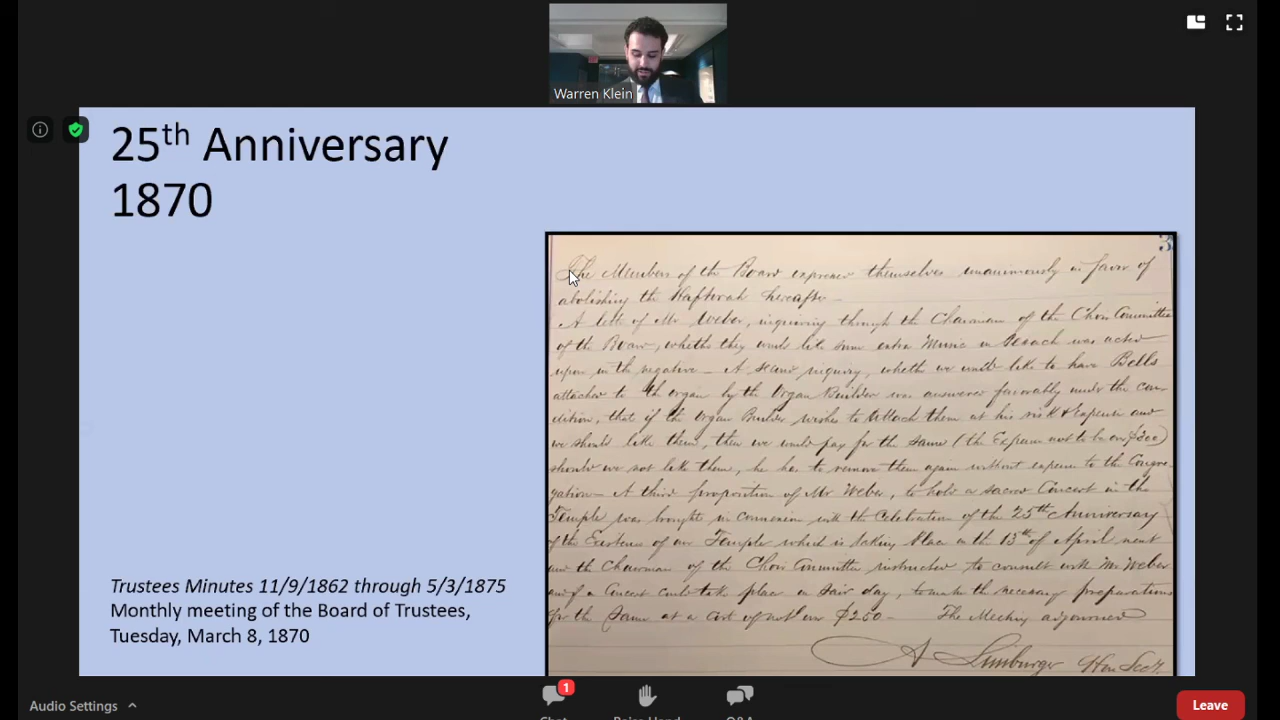 Warren Klein
25th Anniversary
1870
3
The Members of the Board expressed themselves unanimously in favor of
abolishing the Haftorah hereafter
A letter of Mr Weber, inquiring through the Chairman of the Choir Committee
of the Board, whether they would like some extra Music on Pesach was acted
upon in the negative – A second inquiry, whether we would like to have Bells
attached to the organ by the Organ Builder was answered favorably under the con-
dition, that if the Organ Builder wishes to attach them at his risk & Expense and
we should like them, then we would pay for the same (the Expense not to be over $200)
should we not like them, he has to remove them again without expense to the Congre-
gation – A third proposition of Mr Weber, to hold a sacred Concert in the
Temple was brought in connexion with the Celebration of the 25th Anniversary
of the Existence of our Temple which is taking place on the 15th of April next
and the Chairman of the Choir Committee instructed to consult with Mr Weber
and if a Concert could take place on said day, to make the necessary preparations
for the Same at a cost of not over $250 – The Meeting adjourned
A Limburger Hon Secy.
Trustees Minutes 11/9/1862 through 5/3/1875
Monthly meeting of the Board of Trustees,
Tuesday, March 8, 1870
Audio Settings
1
Chat
Raise Hand
Q&A
Leave